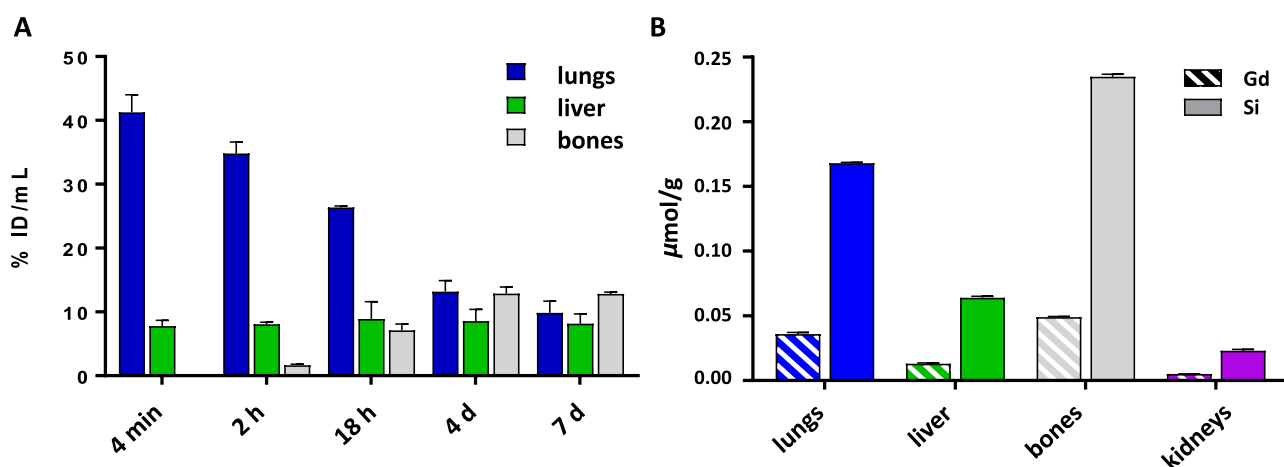 A
% ID/mL
50
40
30
20
10
0
lungs
liver
bones
4 min
2 h
18 h
4 d
7 d
B
µmol/g
0.25
0.20
0.15
0.10
0.05
0.00
Gd
Si
lungs
liver
bones
kidneys